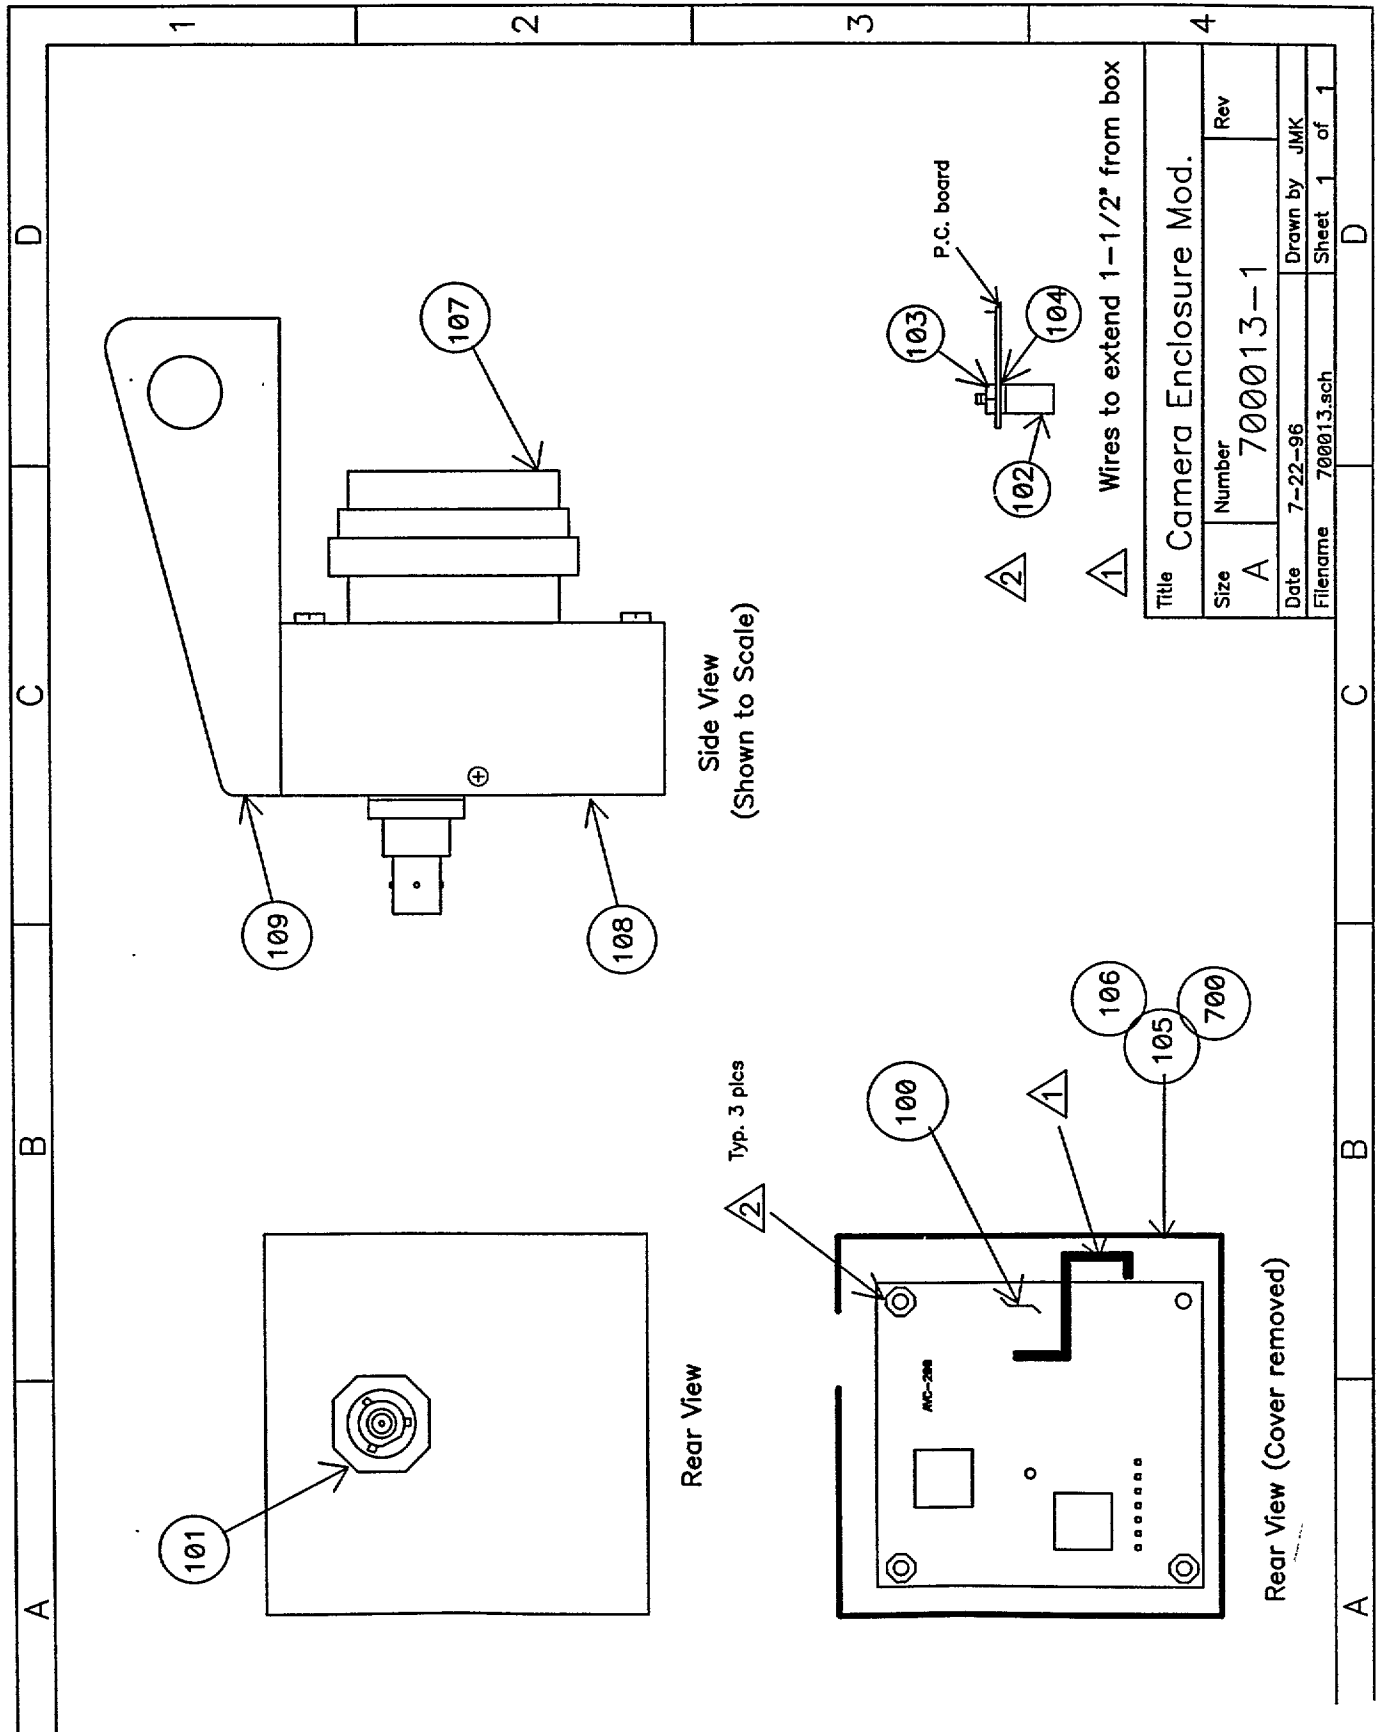 A
B
C
D
1
2
3
4
101
Rear View
109
107
108
Side View
(Shown to Scale)
2
Typ. 3 plcs
100
1
106
105
700
Rear View (Cover removed)
2
102
103
104
P.C. board
1
Wires to extend 1-1/2" from box
Title
Camera Enclosure Mod.
Size
A
Number
700013-1
Rev
Date 7-22-96
Drawn by JMK
Filename 700013.sch
Sheet 1 of 1
A
B
C
D